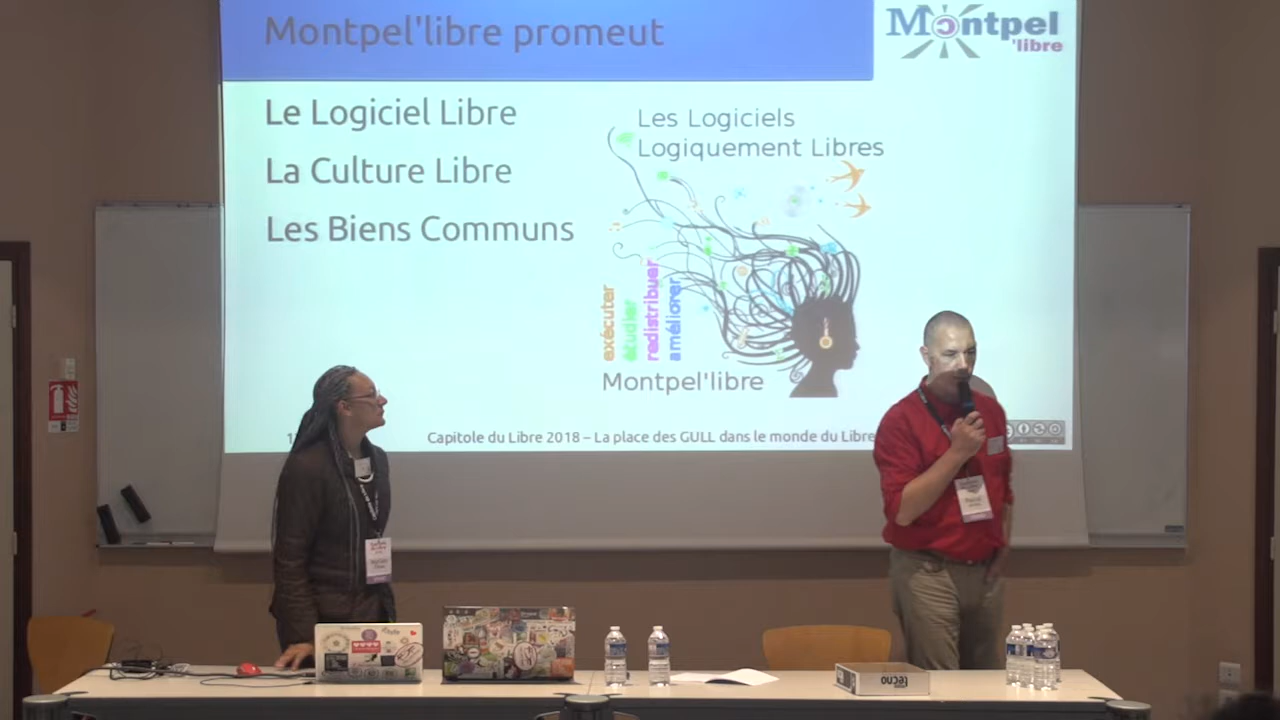 Montpel'libre promeut
Montpel
'libre
Le Logiciel Libre
La Culture Libre
Les Biens Communs
Les Logiciels
Logiquement Libres
exécuter
étudier
redistribuer
améliorer
Montpel'libre
Capitole du Libre 2018 – La place des GULL dans le monde du Libre
tecno